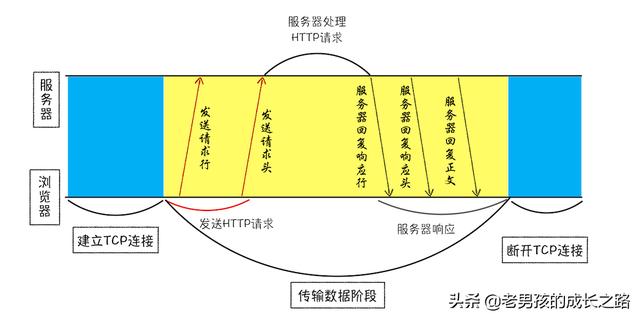 服务器处理
HTTP请求
服务器
发送请求行
发送请求头
服务器回复响应行
服务器回复响应头
服务器回复正文
浏览器
发送HTTP请求
服务器响应
建立TCP连接
断开TCP连接
传输数据阶段
头条@老男孩的成长之路